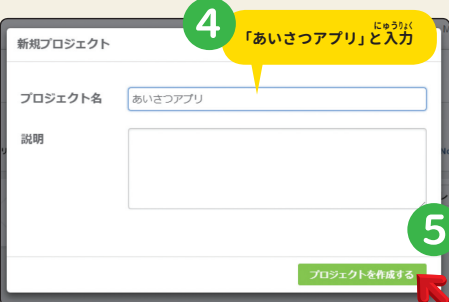 新規プロジェクト
4
にゅうりょく
「あいさつアプリ」と入力
プロジェクト名
あいさつアプリ
説明
5
プロジェクトを作成する